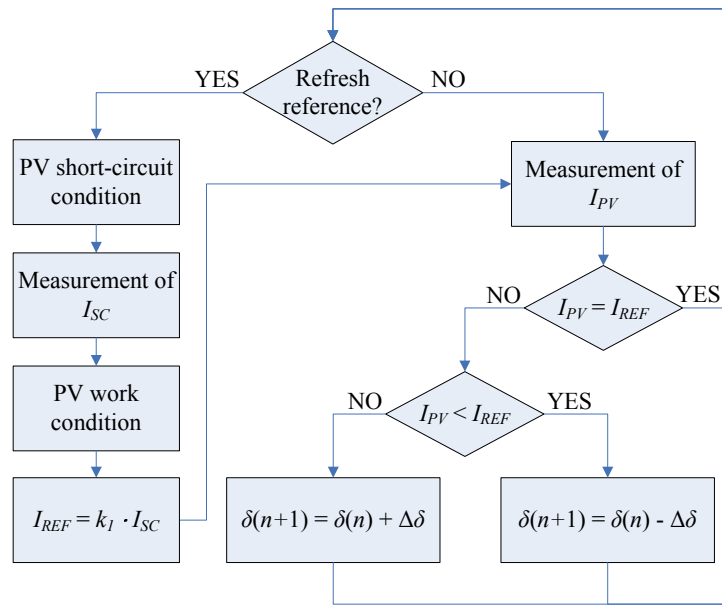 Refresh
reference?
YES
NO
PV short-circuit
condition
Measurement of
I_SC
PV work
condition
I_REF = k_1 · I_SC
Measurement of
I_PV
I_PV = I_REF
NO
YES
I_PV < I_REF
NO
YES
δ(n+1) = δ(n) + Δδ
δ(n+1) = δ(n) - Δδ